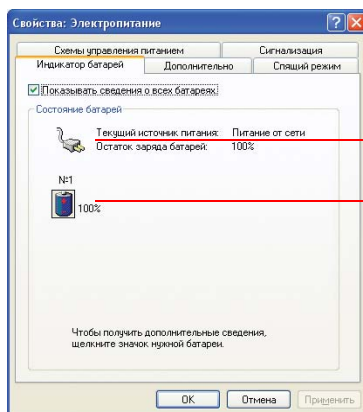 Свойства: Электропитание
Схемы управления питанием Сигнализация
Индикатор батарей Дополнительно Спящий режим
Показывать сведения о всех батареях.
Состояние батарей
Текущий источник питания: Питание от сети
Остаток заряда батарей: 100%
№1
100%
Чтобы получить дополнительные сведения,
щелкните значок нужной батареи.
OK Отмена Применить